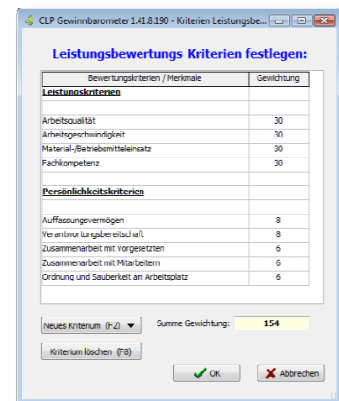 CLP Gewinnbarometer 1.41.8.190 - Kriterien Leistungsbe...
Leistungsbewertungs Kriterien festlegen:
Bewertungskriterien / Merkmale Gewichtung
Leistungskriterien
Arbeitsqualität 30
Arbeitsgeschwindigkeit 30
Material-/Betriebsmitteleinsatz 30
Fachkompetenz 30
Persönlichkeitskriterien
Auffassungsvermögen 8
Verantwortungsbereitschaft 8
Zusammenarbeit mit Vorgesetzten 6
Zusammenarbeit mit Mitarbeitern 6
Ordnung und Sauberkeit am Arbeitsplatz 6
Neues Kriterium (F2) Summe Gewichtung: 154
Kriterium löschen (F8)
OK Abbrechen